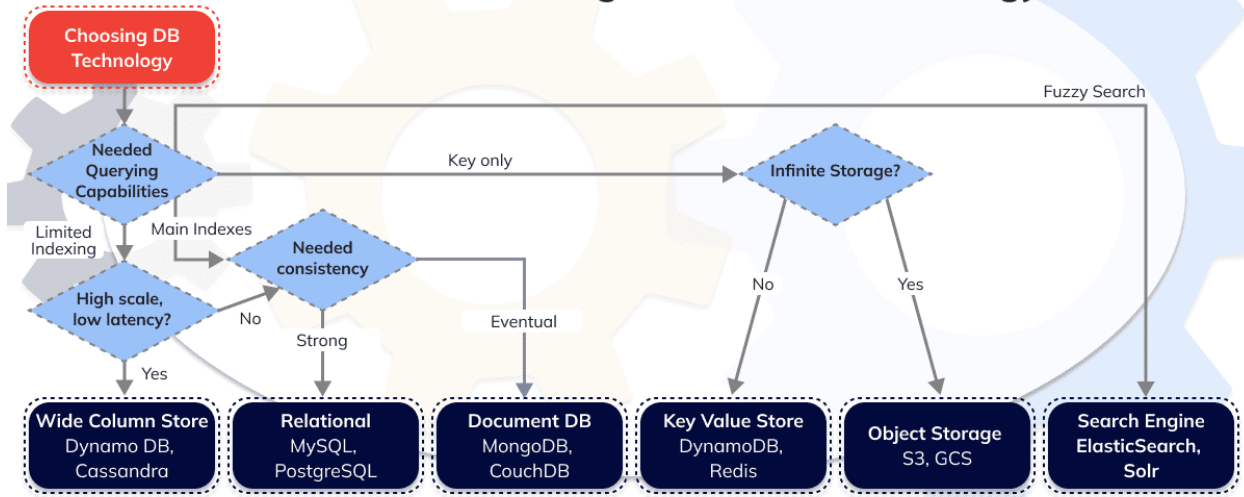 Choosing DB
Technology
Fuzzy Search
Needed
Querying
Capabilities
Key only
Infinite Storage?
Limited
Indexing
Main Indexes
Needed
consistency
High scale,
low latency?
No
Strong
Eventual
No
Yes
Yes
Wide Column Store
Dynamo DB,
Cassandra
Relational
MySQL,
PostgreSQL
Document DB
MongoDB,
CouchDB
Key Value Store
DynamoDB,
Redis
Object Storage
S3, GCS
Search Engine
ElasticSearch,
Solr